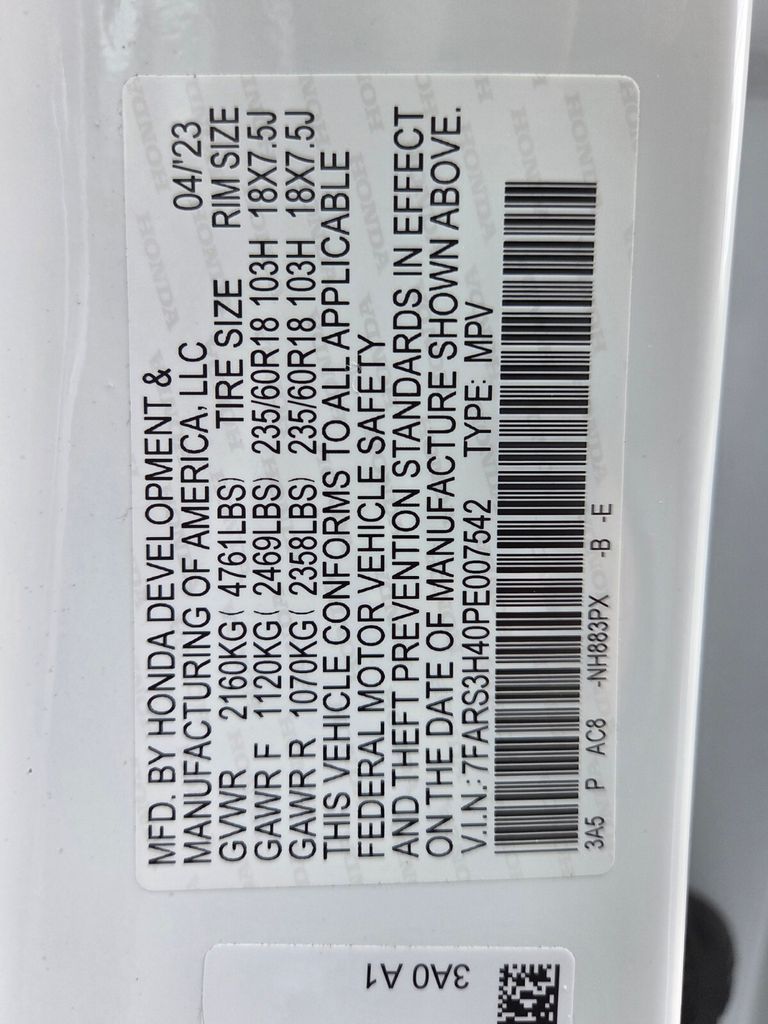 MFD. BY HONDA DEVELOPMENT &
MANUFACTURING OF AMERICA, LLC 04/'23
GVWR 2160KG( 4761LBS) TIRE SIZE RIM SIZE
GAWR F 1120KG( 2469LBS) 235/60R18 103H 18X7.5J
GAWR R 1070KG( 2358LBS) 235/60R18 103H 18X7.5J
THIS VEHICLE CONFORMS TO ALL APPLICABLE
FEDERAL MOTOR VEHICLE SAFETY
AND THEFT PREVENTION STANDARDS IN EFFECT
ON THE DATE OF MANUFACTURE SHOWN ABOVE.
V.I.N.: 7FARS3H40PE007542 TYPE: MPV
3A5 P AC8 -NH883PX -B -E
3A0 A1